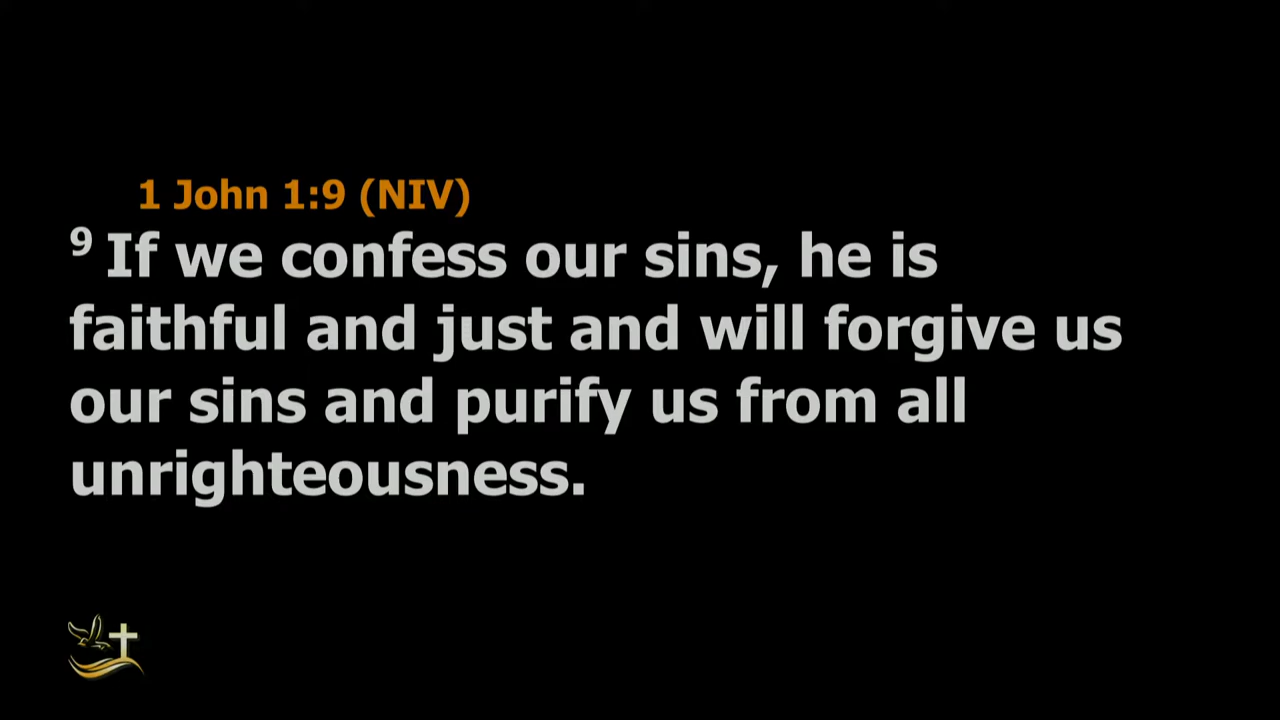 1 John 1:9 (NIV)
9 If we confess our sins, he is
faithful and just and will forgive us
our sins and purify us from all
unrighteousness.